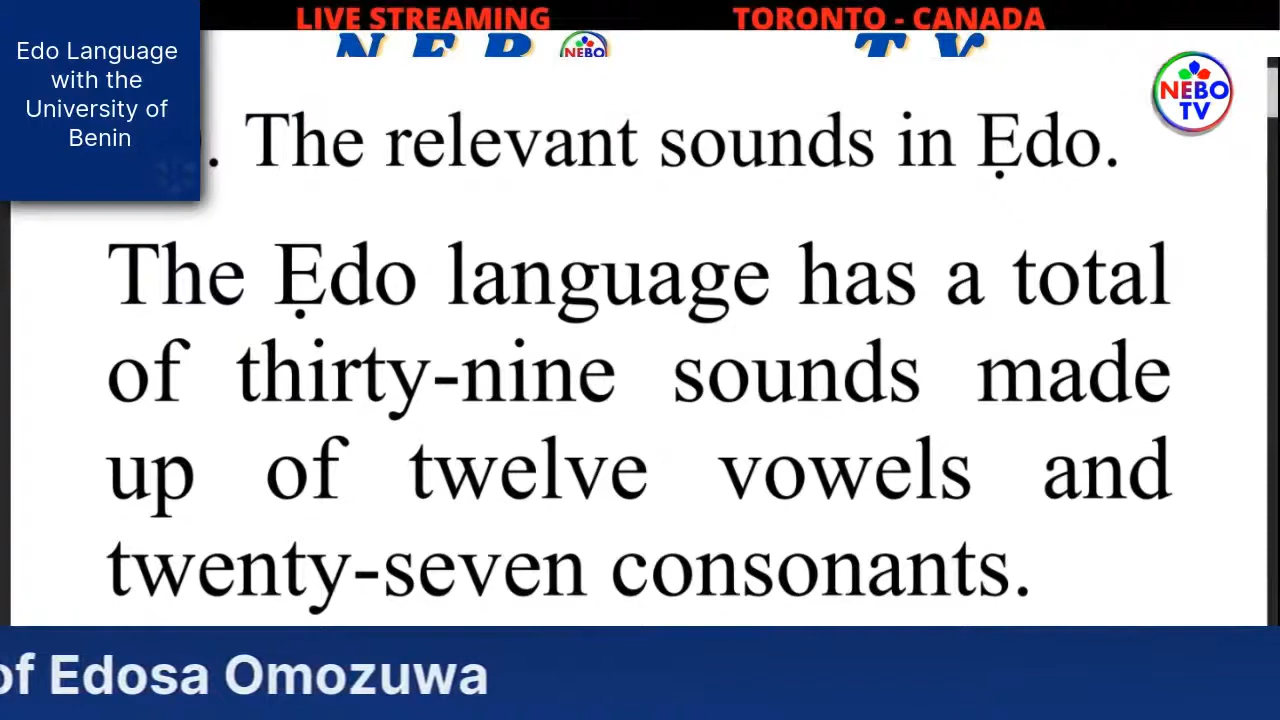 LIVE STREAMING
TORONTO - CANADA
NEBO
Edo Language
with the
University of
Benin
NEBO
TV
. The relevant sounds in Ẹdo.
The Ẹdo language has a total
of thirty-nine sounds made
up of twelve vowels and
twenty-seven consonants.
of Edosa Omozuwa